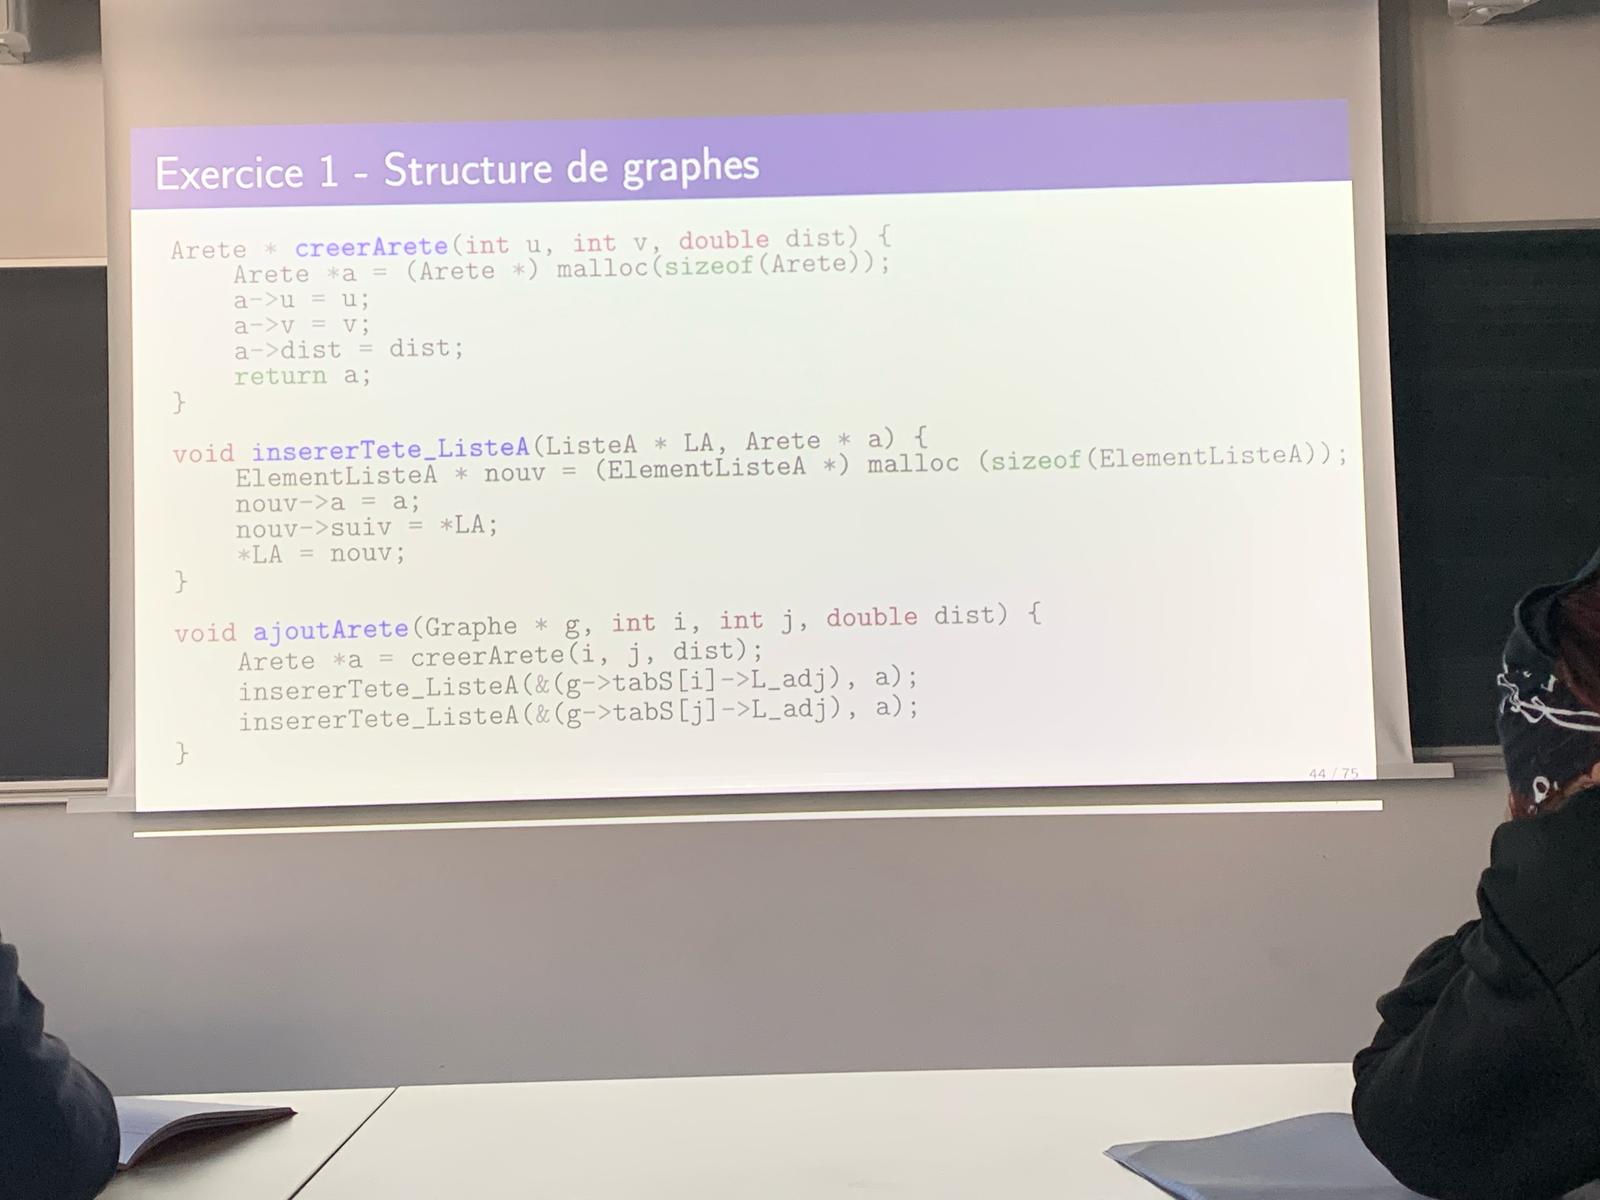 Exercice 1 - Structure de graphes
Arete * creerArete(int u, int v, double dist) {
    Arete *a = (Arete *) malloc(sizeof(Arete));
    a->u = u;
    a->v = v;
    a->dist = dist;
    return a;
}
void insererTete_ListeA(ListeA * LA, Arete * a) {
    ElementListeA * nouv = (ElementListeA *) malloc (sizeof(ElementListeA));
    nouv->a = a;
    nouv->suiv = *LA;
    *LA = nouv;
}
void ajoutArete(Graphe * g, int i, int j, double dist) {
    Arete *a = creerArete(i, j, dist);
    insererTete_ListeA(&(g->tabS[i]->L_adj), a);
    insererTete_ListeA(&(g->tabS[j]->L_adj), a);
}
44 / 75